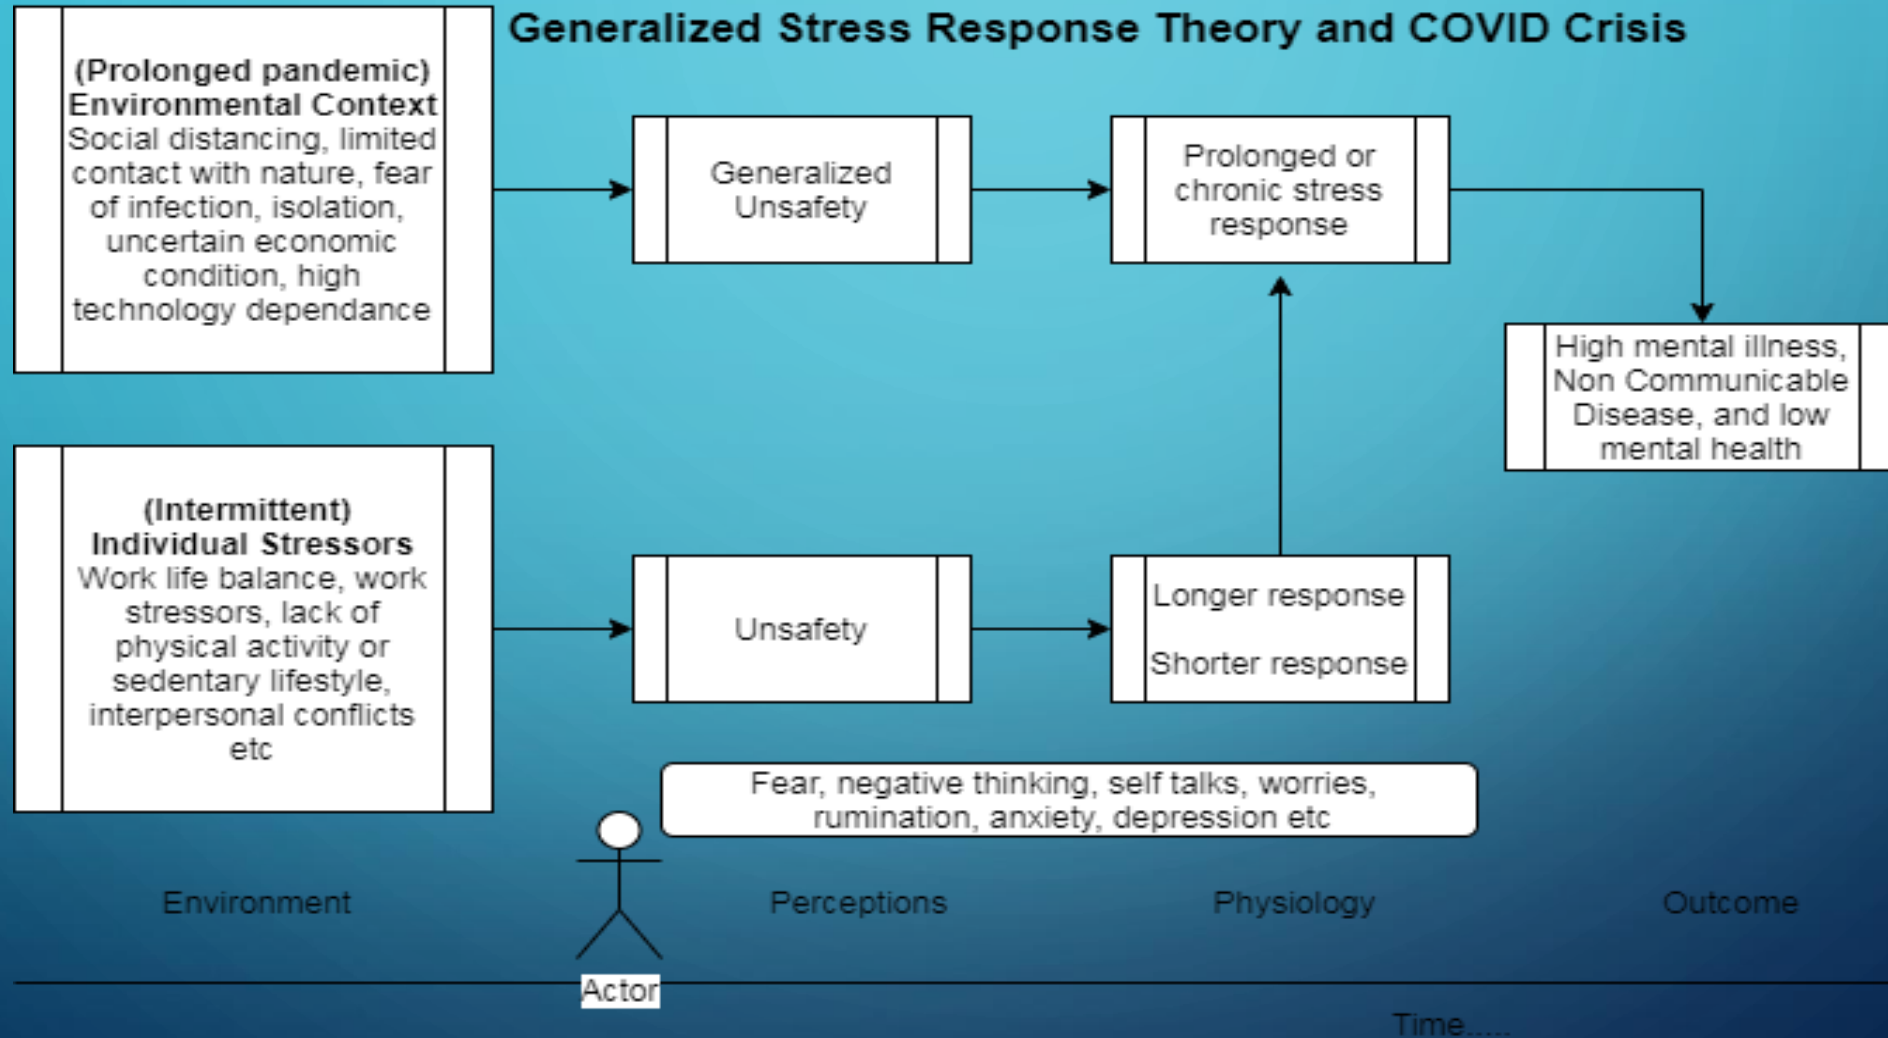 Generalized Stress Response Theory and COVID Crisis
(Prolonged pandemic)
Environmental Context
Social distancing, limited
contact with nature, fear
of infection, isolation,
uncertain economic
condition, high
technology dependance
Generalized
Unsafety
Prolonged or
chronic stress
response
High mental illness,
Non Communicable
Disease, and low
mental health
(Intermittent)
Individual Stressors
Work life balance, work
stressors, lack of
physical activity or
sedentary lifestyle,
interpersonal conflicts
etc
Unsafety
Longer response
Shorter response
Fear, negative thinking, self talks, worries,
rumination, anxiety, depression etc
Environment
Perceptions
Physiology
Outcome
Actor
Time.....